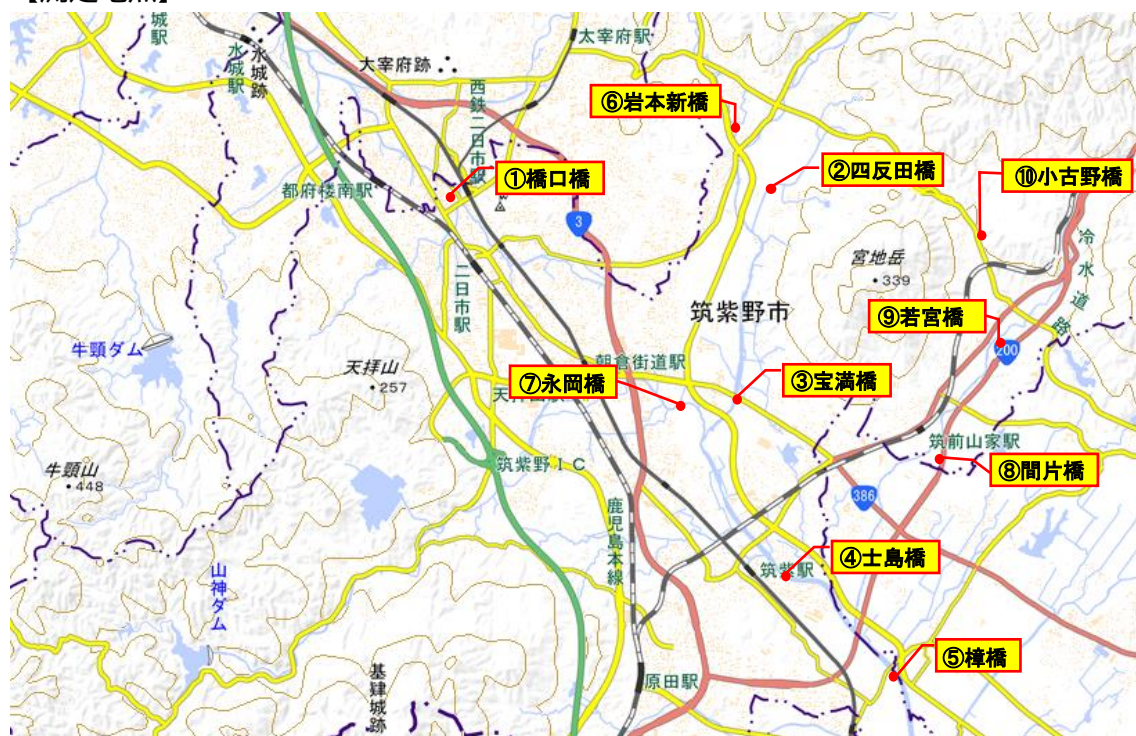 城駅
水城駅
水城跡
大宰府跡
太宰府駅
西鉄二日市駅
⑥岩本新橋
①橋口橋
②四反田橋
都府楼南駅
3
⑩小古野橋
宮地岳
・339
冷水道路
二日市駅
筑紫野市
⑨若宮橋
200
牛頸ダム
天拝山
・257
朝倉街道駅
⑦永岡橋
③宝満橋
筑前山家駅
牛頸山
・448
筑紫野IC
⑧間片橋
386
鹿児島本線
④士島橋
筑紫駅
山神ダム
⑤樟橋
基肄城跡
原田駅